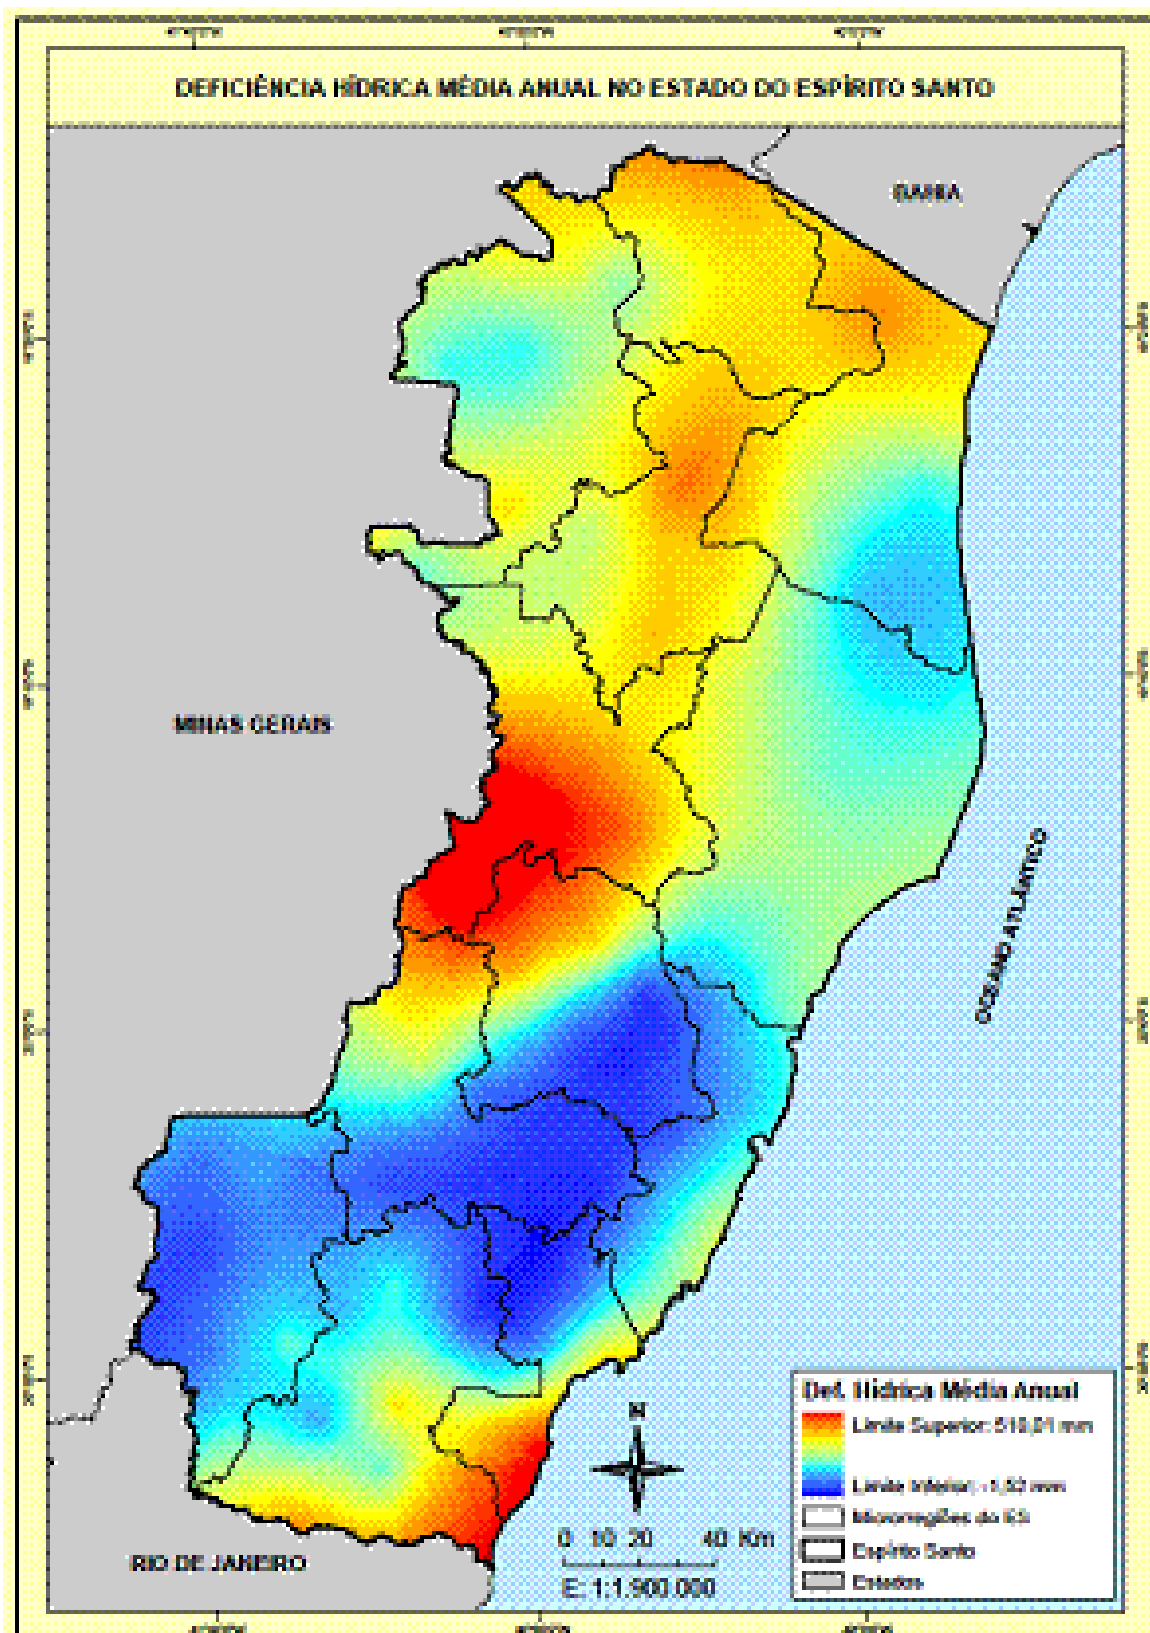 DEFICIÊNCIA HÍDRICA MÉDIA ANUAL NO ESTADO DO ESPÍRITO SANTO
BAHIA
MINAS GERAIS
OCEANO ATLÂNTICO
RIO DE JANEIRO
N
0 10 20 40 Km
E: 1:1.900.000
Def. Hídrica Média Anual
Limite Superior: 510,01 mm
Limite Inferior: -1,52 mm
Microrregiões do ES
Espírito Santo
Estados